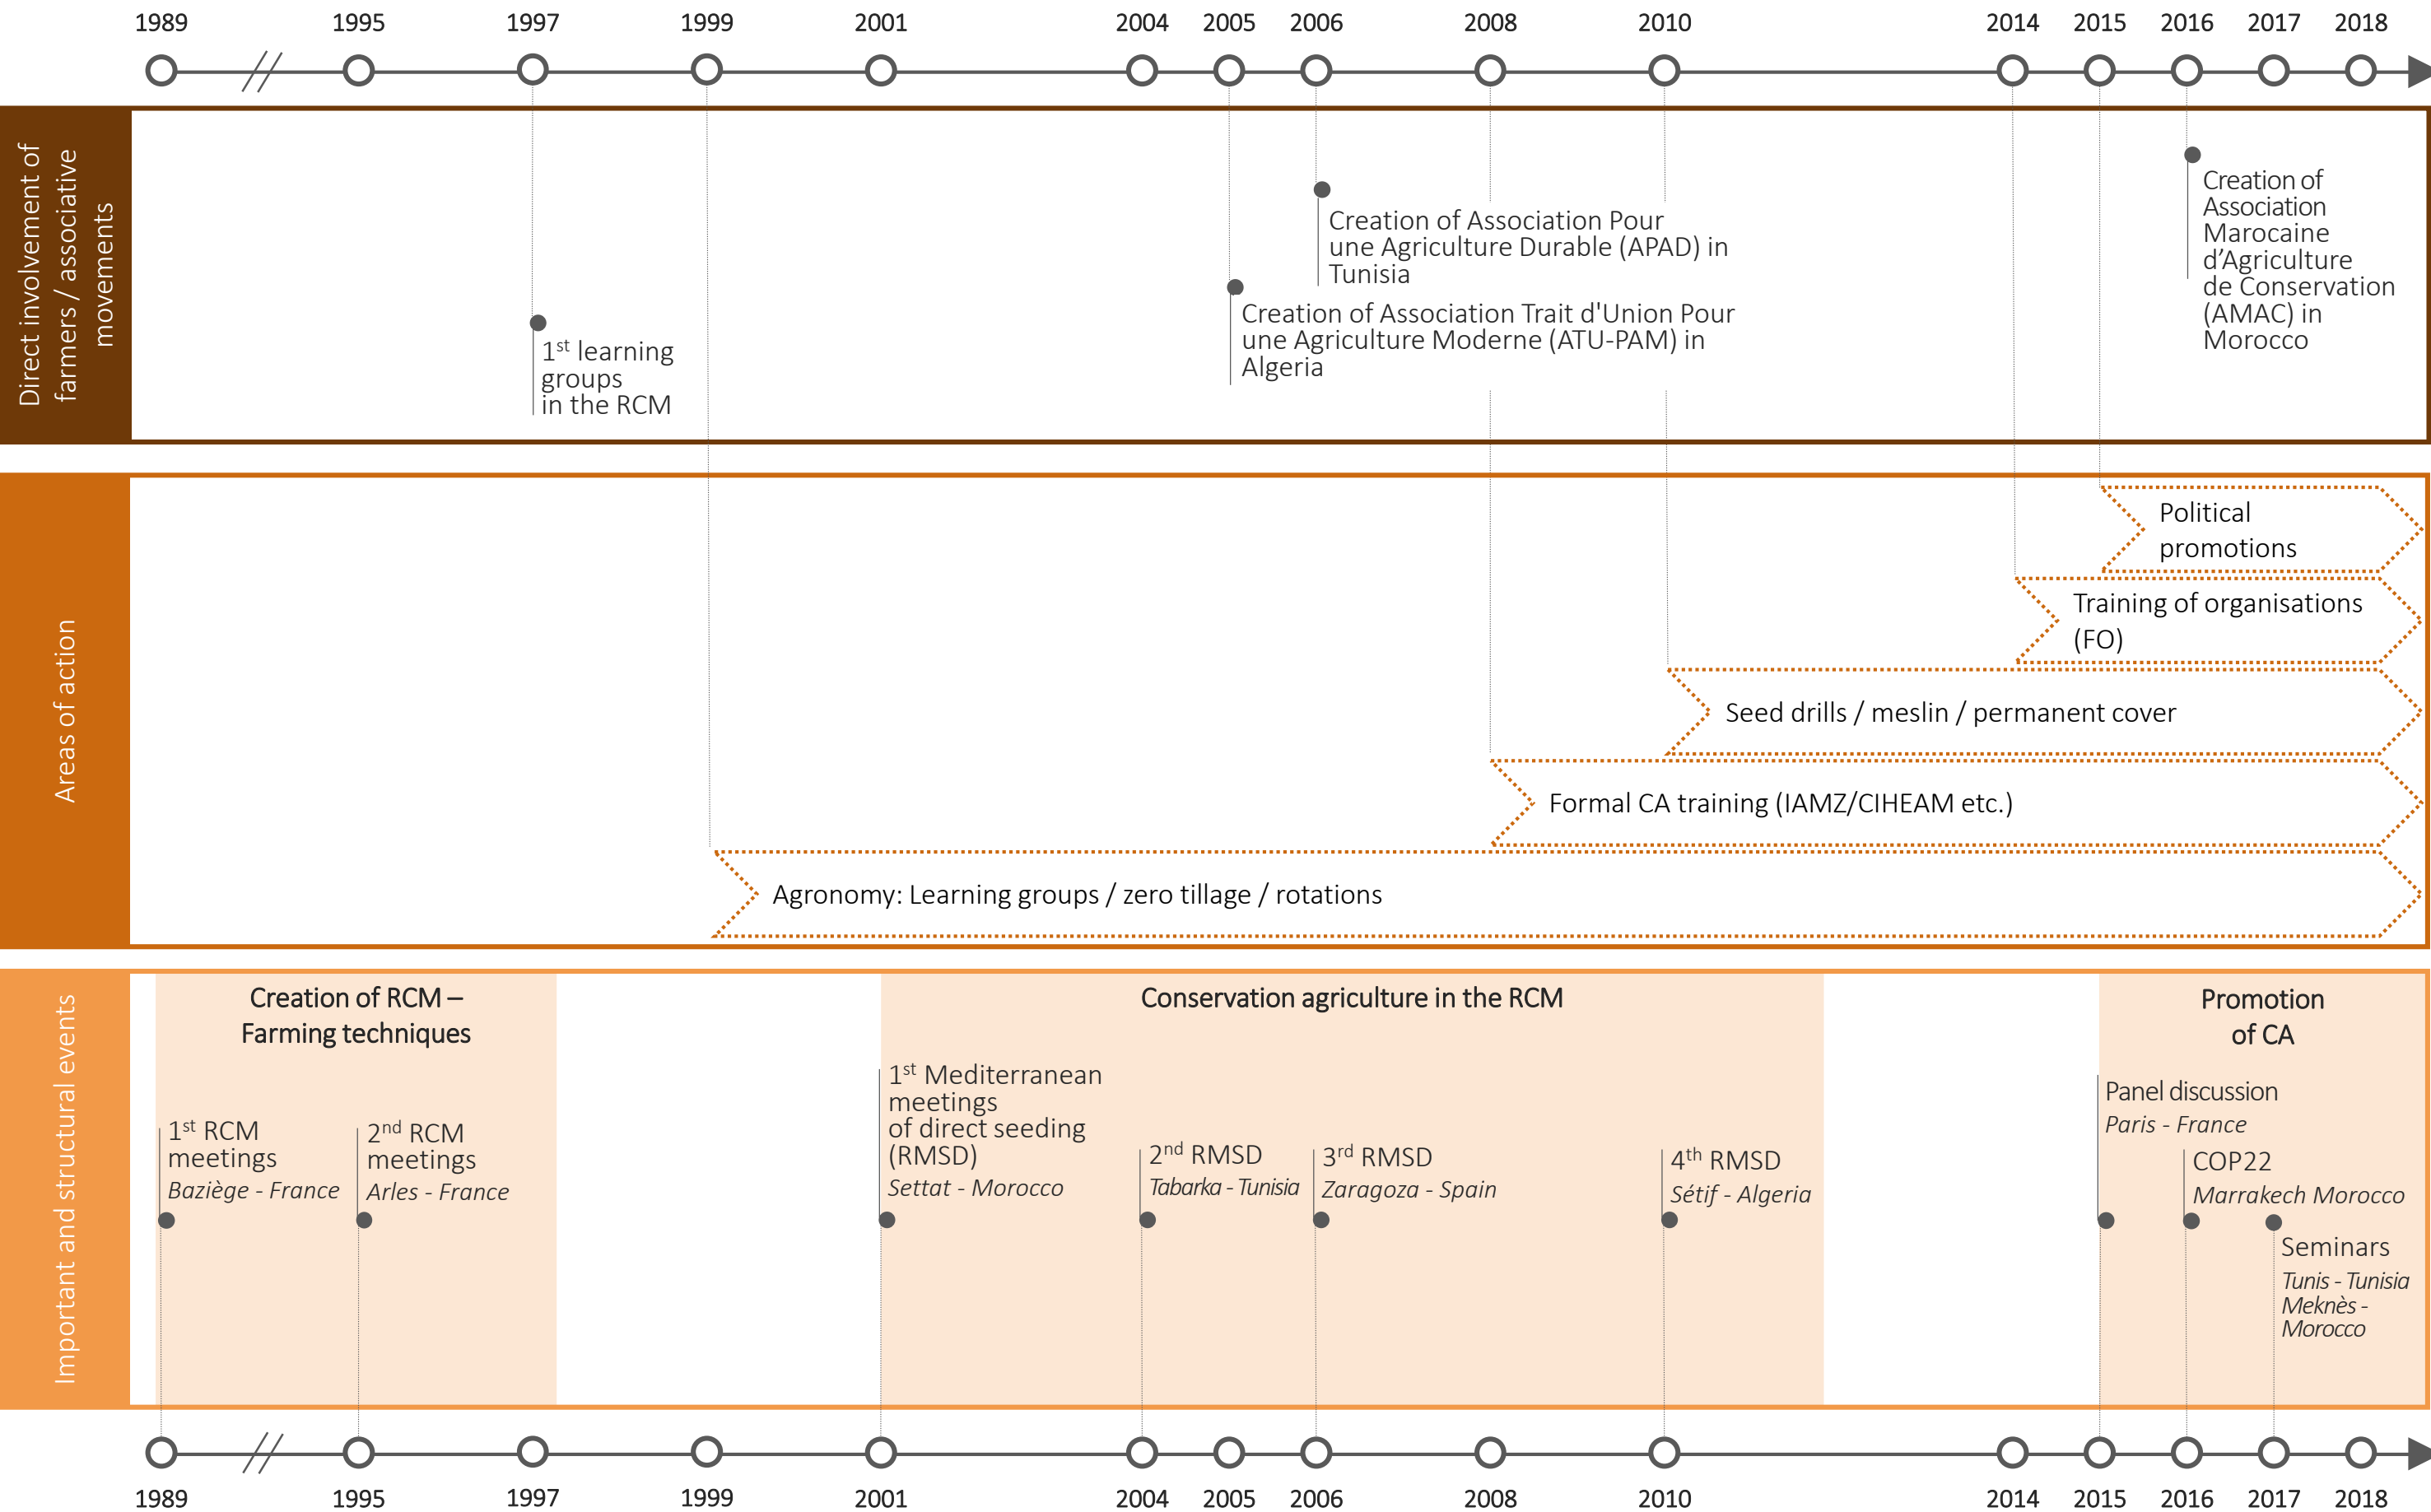 1989 1995 1997 1999 2001 2004 2005 2006 2008 2010 2014 2015 2016 2017 2018
Direct involvement of
farmers / associative
movements
1st learning
groups
in the RCM
Creation of Association Trait d'Union Pour
une Agriculture Moderne (ATU-PAM) in
Algeria
Creation of Association Pour
une Agriculture Durable (APAD) in
Tunisia
Creation of
Association
Marocaine
d’Agriculture
de Conservation
(AMAC) in
Morocco
Areas of action
Political
promotions
Training of organisations
(FO)
Seed drills / meslin / permanent cover
Formal CA training (IAMZ/CIHEAM etc.)
Agronomy: Learning groups / zero tillage / rotations
Important and structural events
Creation of RCM –
Farming techniques
1st RCM
meetings
Baziège - France
2nd RCM
meetings
Arles - France
Conservation agriculture in the RCM
1st Mediterranean
meetings
of direct seeding
(RMSD)
Settat - Morocco
2nd RMSD
Tabarka - Tunisia
3rd RMSD
Zaragoza - Spain
4th RMSD
Sétif - Algeria
Promotion
of CA
Panel discussion
Paris - France
COP22
Marrakech Morocco
Seminars
Tunis - Tunisia
Meknès -
Morocco
1989 1995 1997 1999 2001 2004 2005 2006 2008 2010 2014 2015 2016 2017 2018